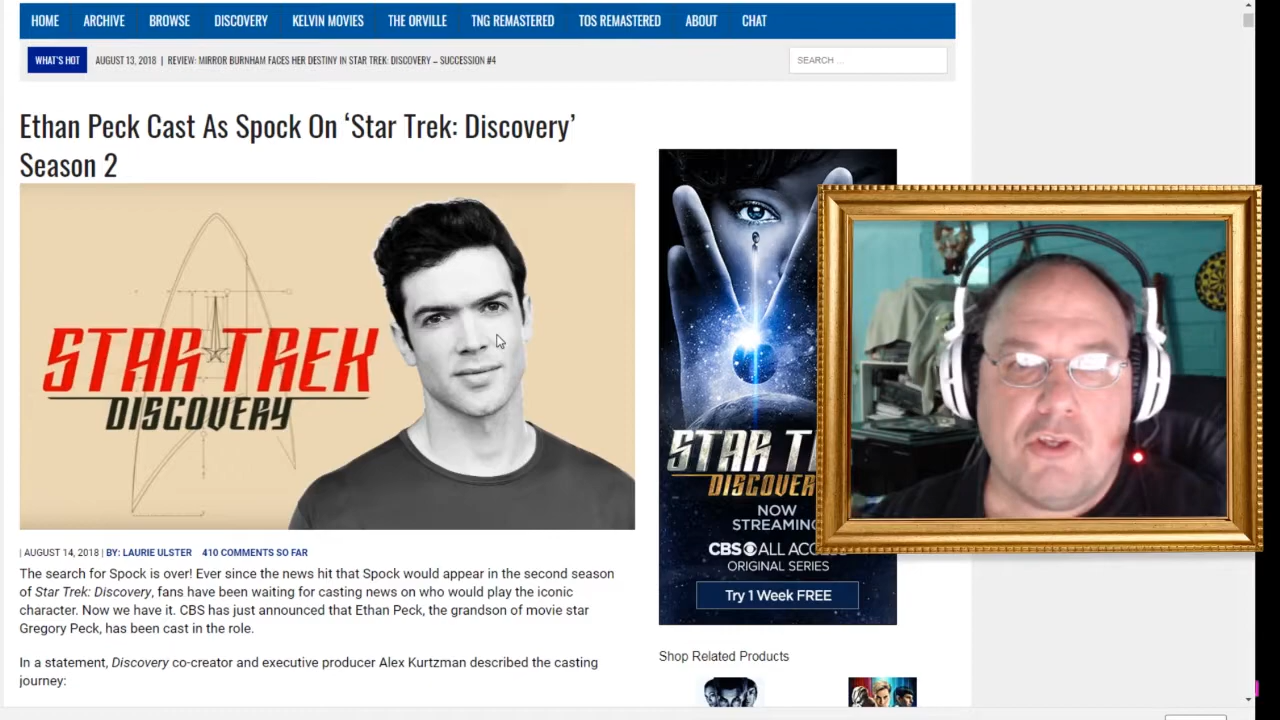 HOME ARCHIVE BROWSE DISCOVERY KELVIN MOVIES THE ORVILLE TNG REMASTERED TOS REMASTERED ABOUT CHAT
WHAT'S HOT AUGUST 13, 2018 | REVIEW: MIRROR BURNHAM FACES HER DESTINY IN STAR TREK: DISCOVERY – SUCCESSION #4
SEARCH ...
Ethan Peck Cast As Spock On ‘Star Trek: Discovery’
Season 2
STAR TREK
DISCOVERY
| AUGUST 14, 2018 | BY: LAURIE ULSTER 410 COMMENTS SO FAR
The search for Spock is over! Ever since the news hit that Spock would appear in the second season
of Star Trek: Discovery, fans have been waiting for casting news on who would play the iconic
character. Now we have it. CBS has just announced that Ethan Peck, the grandson of movie star
Gregory Peck, has been cast in the role.
In a statement, Discovery co-creator and executive producer Alex Kurtzman described the casting
journey:
STAR T
DISCOVER
NOW
STREAMING
CBS ALL ACC
ORIGINAL SERIES
Try 1 Week FREE
Shop Related Products